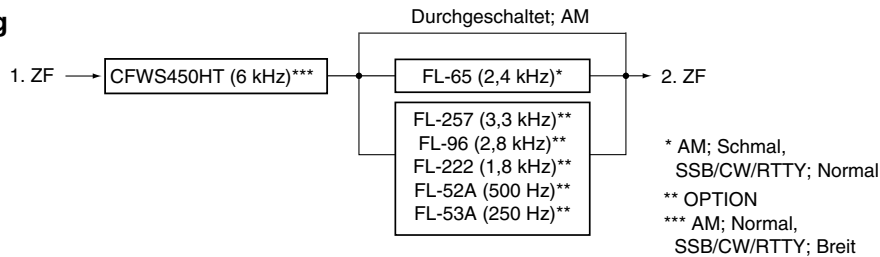 g
Durchgeschaltet; AM
1. ZF
CFWS450HT (6 kHz)***
FL-65 (2,4 kHz)*
2. ZF
FL-257 (3,3 kHz)**
FL-96 (2,8 kHz)**
FL-222 (1,8 kHz)**
FL-52A (500 Hz)**
FL-53A (250 Hz)**
* AM; Schmal,
SSB/CW/RTTY; Normal
** OPTION
*** AM; Normal,
SSB/CW/RTTY; Breit